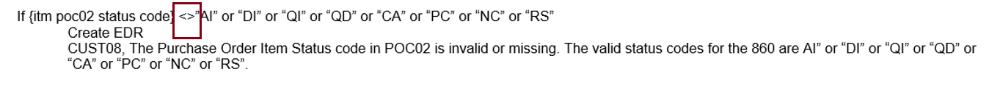 If {itm poc02 status code} <>”AI” or “DI” or “QI” or “QD” or “CA” or “PC” or “NC” or “RS”
Create EDR
CUST08, The Purchase Order Item Status code in POC02 is invalid or missing. The valid status codes for the 860 are AI” or “DI” or “QI” or “QD” or
“CA” or “PC” or “NC” or “RS”.